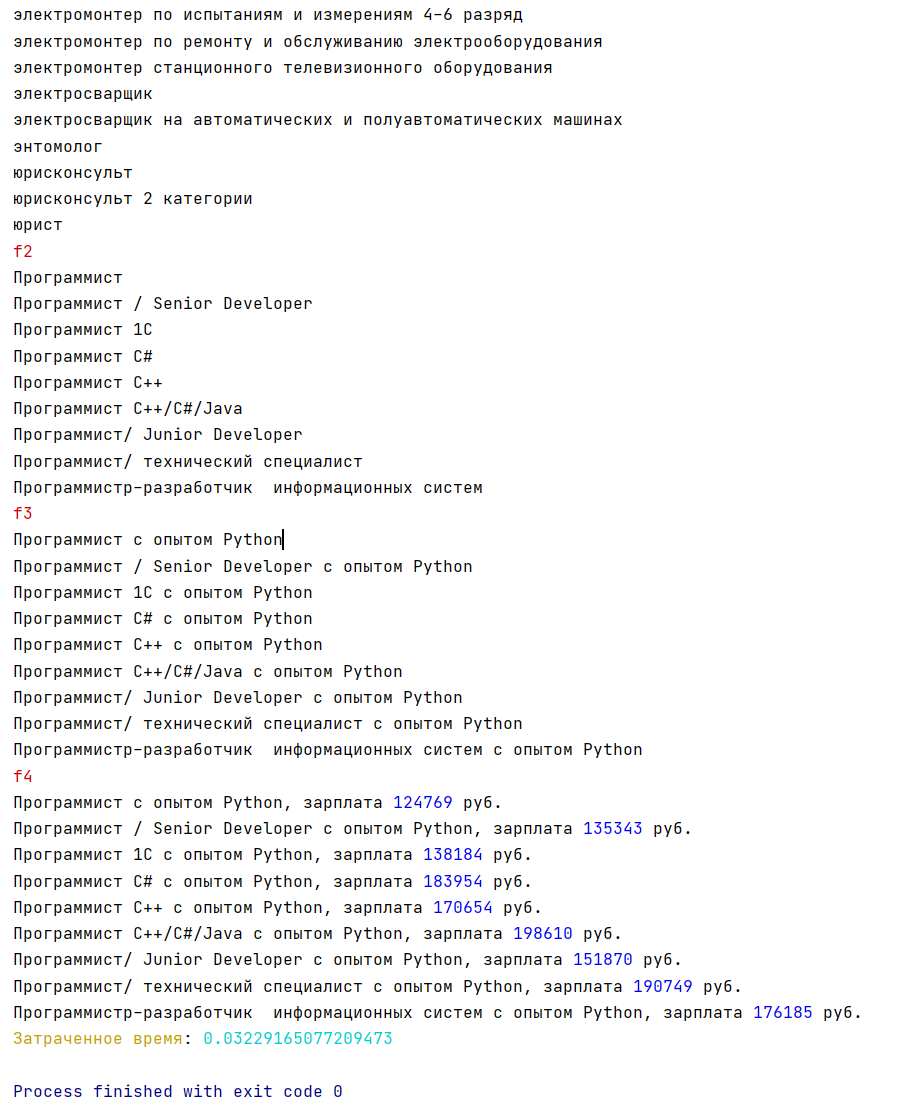 электромонтер по испытаниям и измерениям 4-6 разряд
электромонтер по ремонту и обслуживанию электрооборудования
электромонтер станционного телевизионного оборудования
электросварщик
электросварщик на автоматических и полуавтоматических машинах
энтомолог
юрисконсульт
юрисконсульт 2 категории
юрист
f2
Программист
Программист / Senior Developer
Программист 1C
Программист C#
Программист C++
Программист C++/C#/Java
Программист/ Junior Developer
Программист/ технический специалист
Программистр-разработчик  информационных систем
f3
Программист с опытом Python
Программист / Senior Developer с опытом Python
Программист 1C с опытом Python
Программист C# с опытом Python
Программист C++ с опытом Python
Программист C++/C#/Java с опытом Python
Программист/ Junior Developer с опытом Python
Программист/ технический специалист с опытом Python
Программистр-разработчик  информационных систем с опытом Python
f4
Программист с опытом Python, зарплата 124769 руб.
Программист / Senior Developer с опытом Python, зарплата 135343 руб.
Программист 1C с опытом Python, зарплата 138184 руб.
Программист C# с опытом Python, зарплата 183954 руб.
Программист C++ с опытом Python, зарплата 170654 руб.
Программист C++/C#/Java с опытом Python, зарплата 198610 руб.
Программист/ Junior Developer с опытом Python, зарплата 151870 руб.
Программист/ технический специалист с опытом Python, зарплата 190749 руб.
Программистр-разработчик  информационных систем с опытом Python, зарплата 176185 руб.
Затраченное время: 0.03229165077209473
Process finished with exit code 0